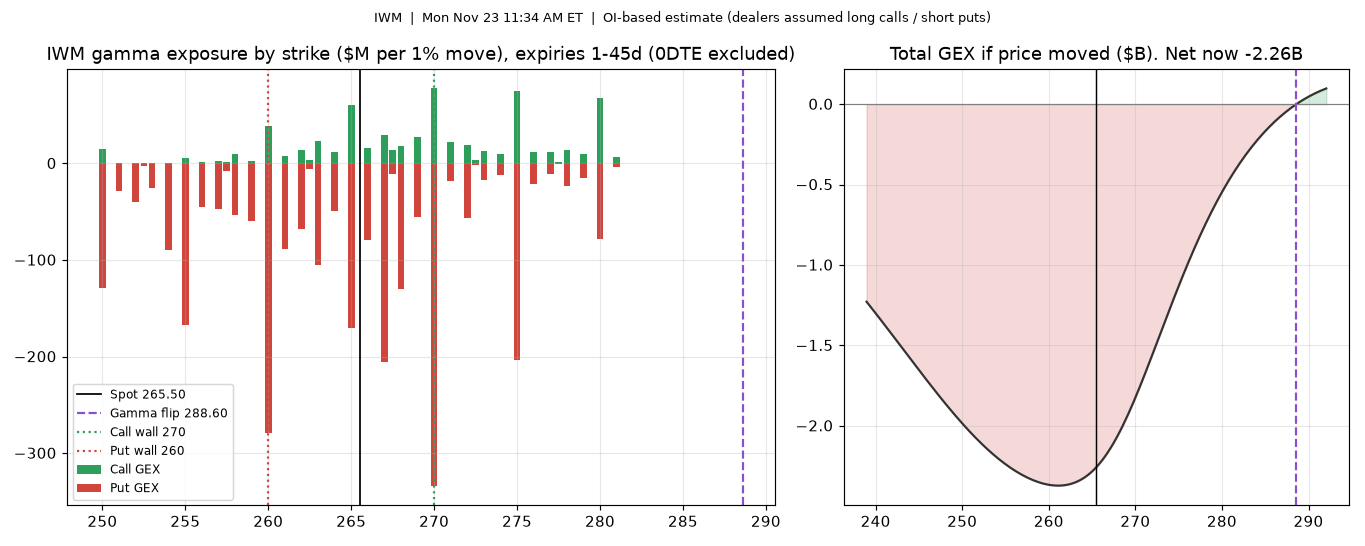 IWM | Mon Nov 23 11:34 AM ET | OI-based estimate (dealers assumed long calls / short puts)
IWM gamma exposure by strike ($M per 1% move), expiries 1-45d (0DTE excluded)
0
−100
−200
−300
Spot 265.50
Gamma flip 288.60
Call wall 270
Put wall 260
Call GEX
Put GEX
250 255 260 265 270 275 280 285 290
Total GEX if price moved ($B). Net now -2.26B
0.0
−0.5
−1.0
−1.5
−2.0
240 250 260 270 280 290